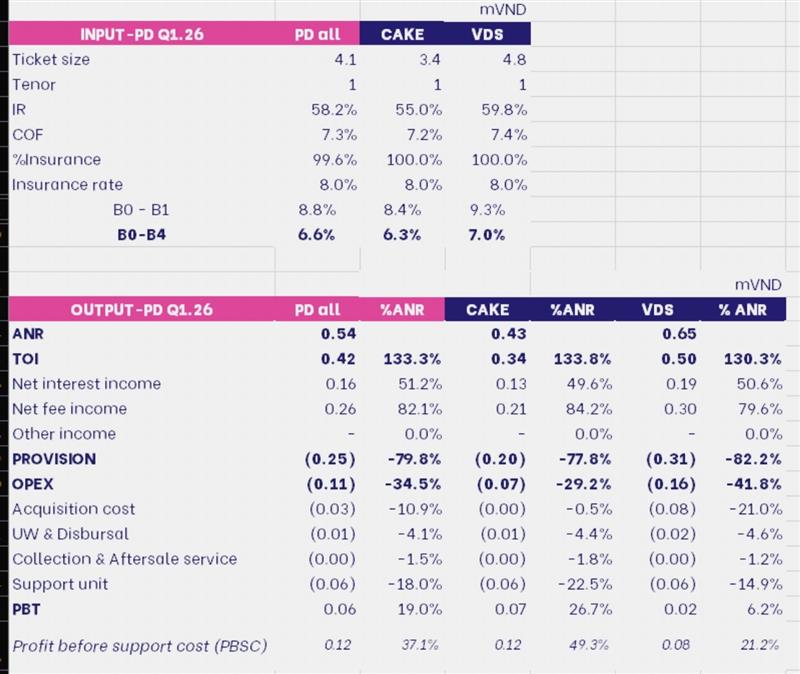 mVND
INPUT-PD Q1.26 PD all CAKE VDS
Ticket size 4.1 3.4 4.8
Tenor 1 1 1
IR 58.2% 55.0% 59.8%
COF 7.3% 7.2% 7.4%
%Insurance 99.6% 100.0% 100.0%
Insurance rate 8.0% 8.0% 8.0%
B0 - B1 8.8% 8.4% 9.3%
B0-B4 6.6% 6.3% 7.0%
mVND
OUTPUT-PD Q1.26 PD all %ANR CAKE %ANR VDS % ANR
ANR 0.54 0.43 0.65
TOI 0.42 133.3% 0.34 133.8% 0.50 130.3%
Net interest income 0.16 51.2% 0.13 49.6% 0.19 50.6%
Net fee income 0.26 82.1% 0.21 84.2% 0.30 79.6%
Other income - 0.0% - 0.0% - 0.0%
PROVISION (0.25) -79.8% (0.20) -77.8% (0.31) -82.2%
OPEX (0.11) -34.5% (0.07) -29.2% (0.16) -41.8%
Acquisition cost (0.03) -10.9% (0.00) -0.5% (0.08) -21.0%
UW & Disbursal (0.01) -4.1% (0.01) -4.4% (0.02) -4.6%
Collection & Aftersale service (0.00) -1.5% (0.00) -1.8% (0.00) -1.2%
Support unit (0.06) -18.0% (0.06) -22.5% (0.06) -14.9%
PBT 0.06 19.0% 0.07 26.7% 0.02 6.2%
Profit before support cost (PBSC) 0.12 37.1% 0.12 49.3% 0.08 21.2%